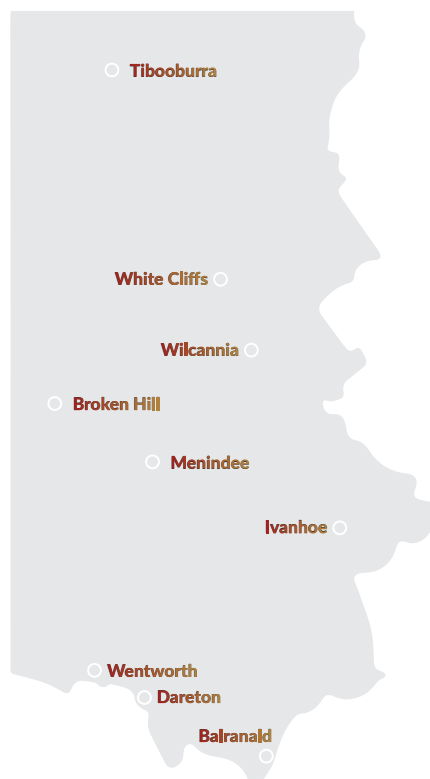 Tibooburra
White Cliffs
Wilcannia
Broken Hill
Menindee
Ivanhoe
Wentworth
Dareton
Balranald